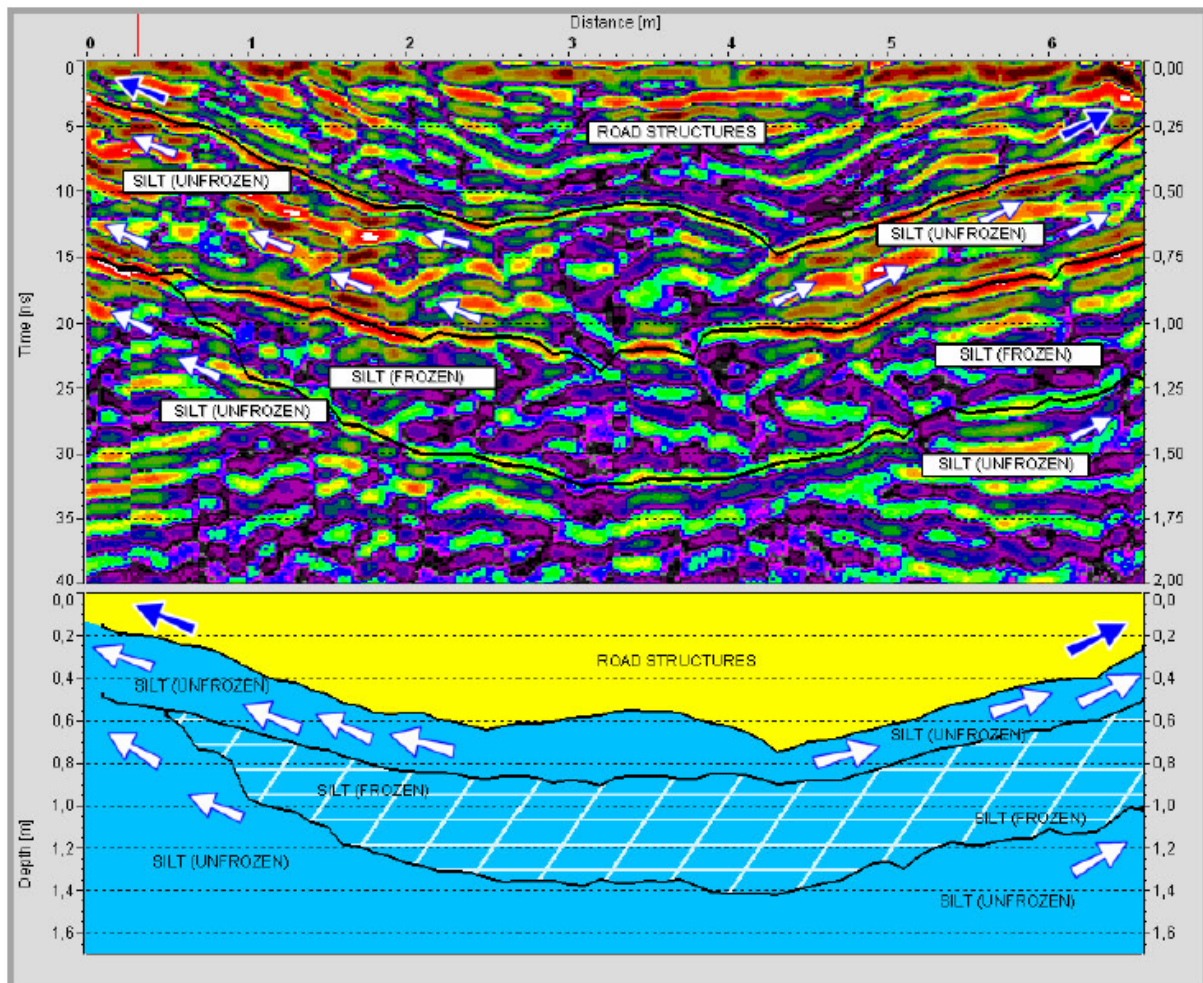 Distance [m]
0 1 2 3 4 5 6
0 0,00
ROAD STRUCTURES
5 0,25
SILT (UNFROZEN)
10 0,50
SILT (UNFROZEN)
15 0,75
Time [ns]
20 1,00
SILT (FROZEN)
SILT (FROZEN)
25 1,25
SILT (UNFROZEN)
30 1,50
SILT (UNFROZEN)
35 1,75
40 2,00
0,0 0,0
0,2 0,2
ROAD STRUCTURES
0,4 0,4
SILT (UNFROZEN)
0,6 0,6
SILT (UNFROZEN)
0,8 0,8
SILT (FROZEN)
1,0 1,0
SILT (FROZEN)
Depth [m]
1,2 1,2
SILT (UNFROZEN)
1,4 1,4
SILT (UNFROZEN)
1,6 1,6